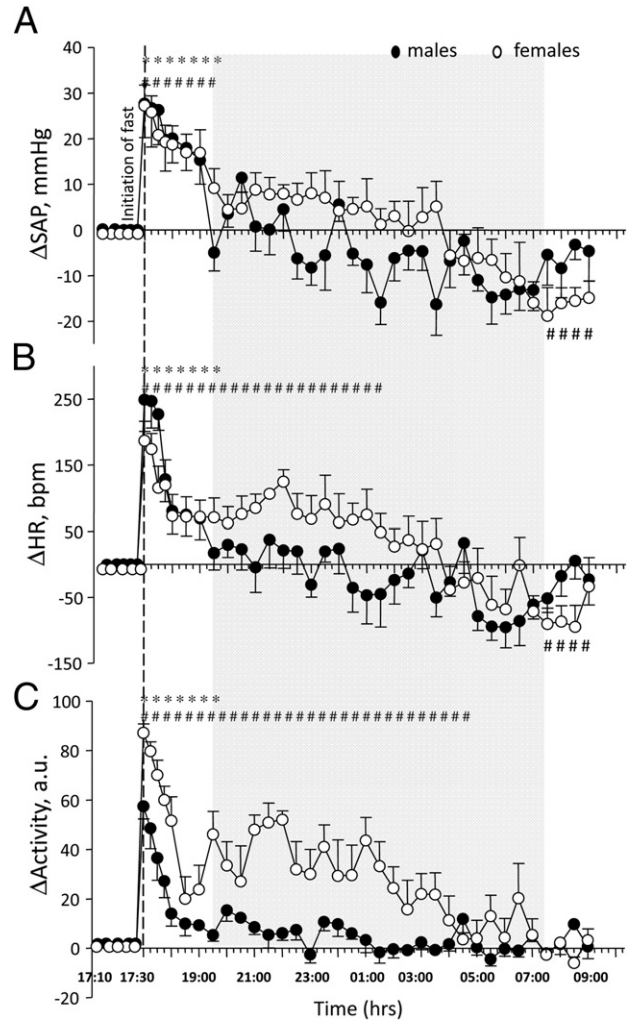 A
● males ○ females
ΔSAP, mmHg
40
30
20
10
0
-10
-20
Initiation of fast
*******
#######
####
B
ΔHR, bpm
250
150
50
-50
-150
*******
######################
####
C
ΔActivity, a.u.
100
80
60
40
20
0
-20
*******
##############################
17:10 17:30 19:00 21:00 23:00 01:00 03:00 05:00 07:00 09:00
Time (hrs)